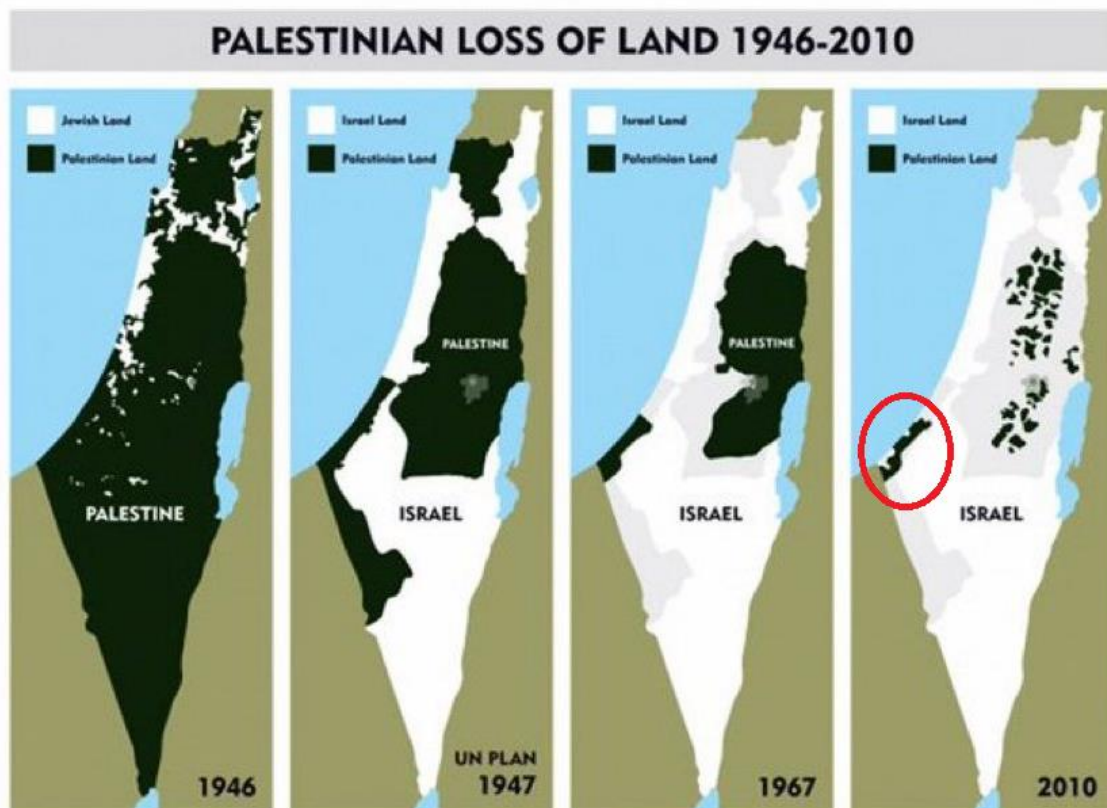 PALESTINIAN LOSS OF LAND 1946-2010
Jewish Land
Palestinian Land
PALESTINE
1946
Israel Land
Palestinian Land
PALESTINE
ISRAEL
UN PLAN
1947
Israel Land
Palestinian Land
PALESTINE
ISRAEL
1967
Israel Land
Palestinian Land
ISRAEL
2010